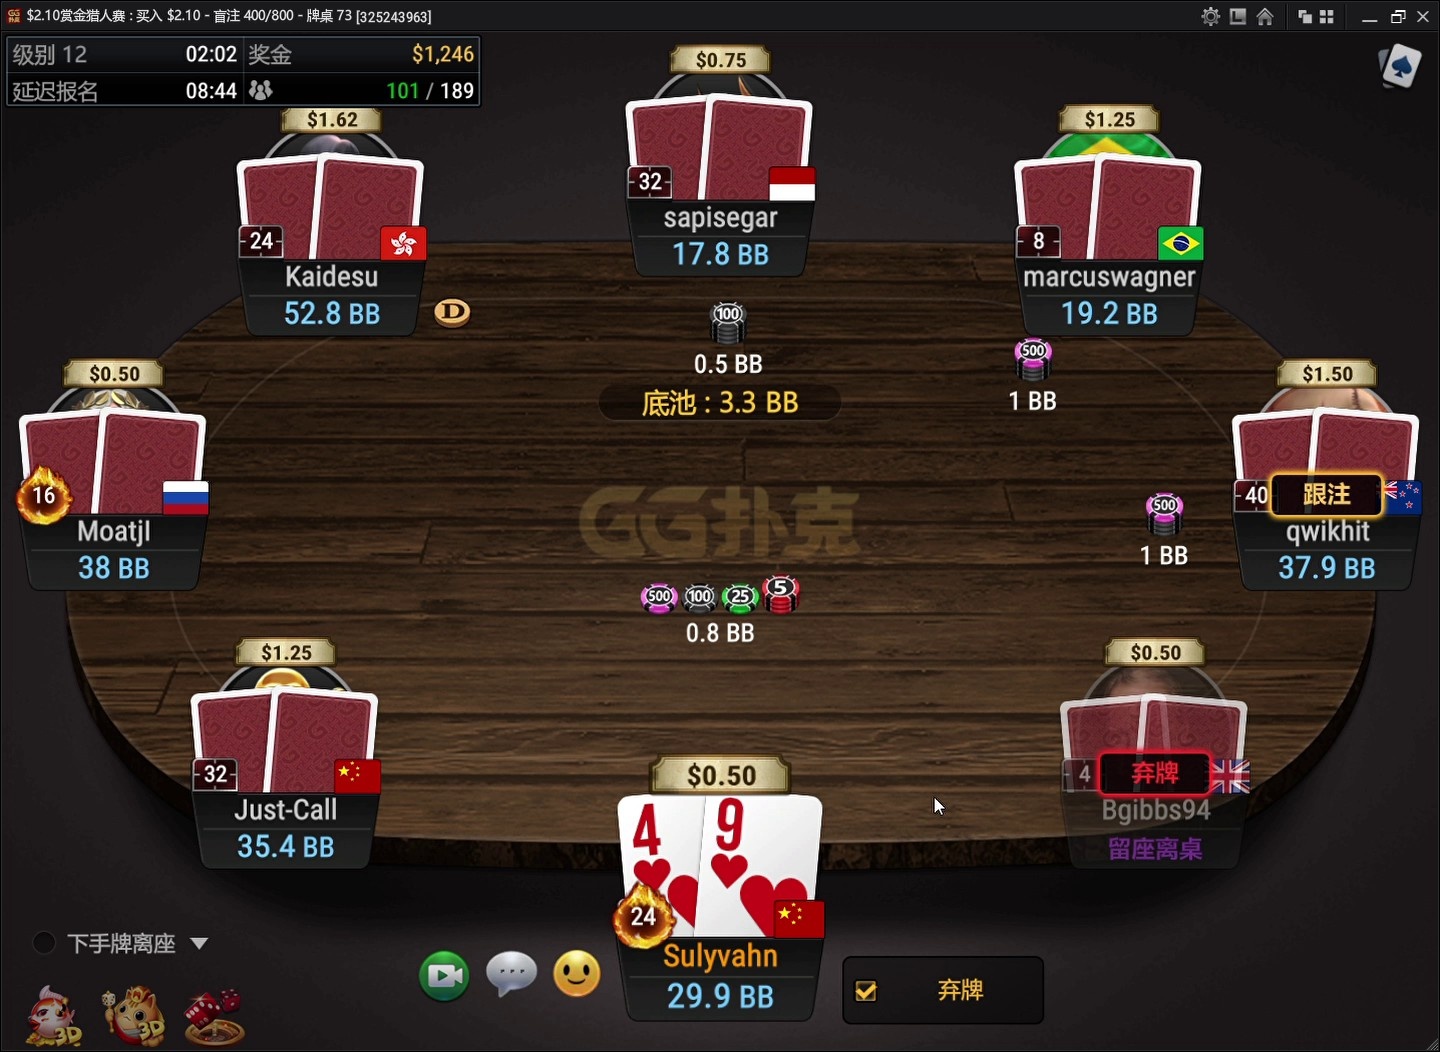 $2.10赏金猎人赛 : 买入 $2.10 - 盲注 400/800 - 牌桌 73 [325243963]
级别 12 02:02 奖金 $1,246
延迟报名 08:44 101 / 189
$0.75
$1.62
$1.25
32
sapisegar
17.8 BB
24
Kaidesu
52.8 BB
D
8
marcuswagner
19.2 BB
100
0.5 BB
500
1 BB
底池 : 3.3 BB
$0.50
16
Moatjl
38 BB
$1.50
40 跟注
qwikhit
37.9 BB
GG扑克
500
1 BB
500 100 25 5
0.8 BB
$1.25
32
Just-Call
35.4 BB
$0.50
4 弃牌
Bgibbs94
留座离桌
$0.50
4 9
24
Sulyvahn
29.9 BB
下手牌离座
弃牌
3D 3D